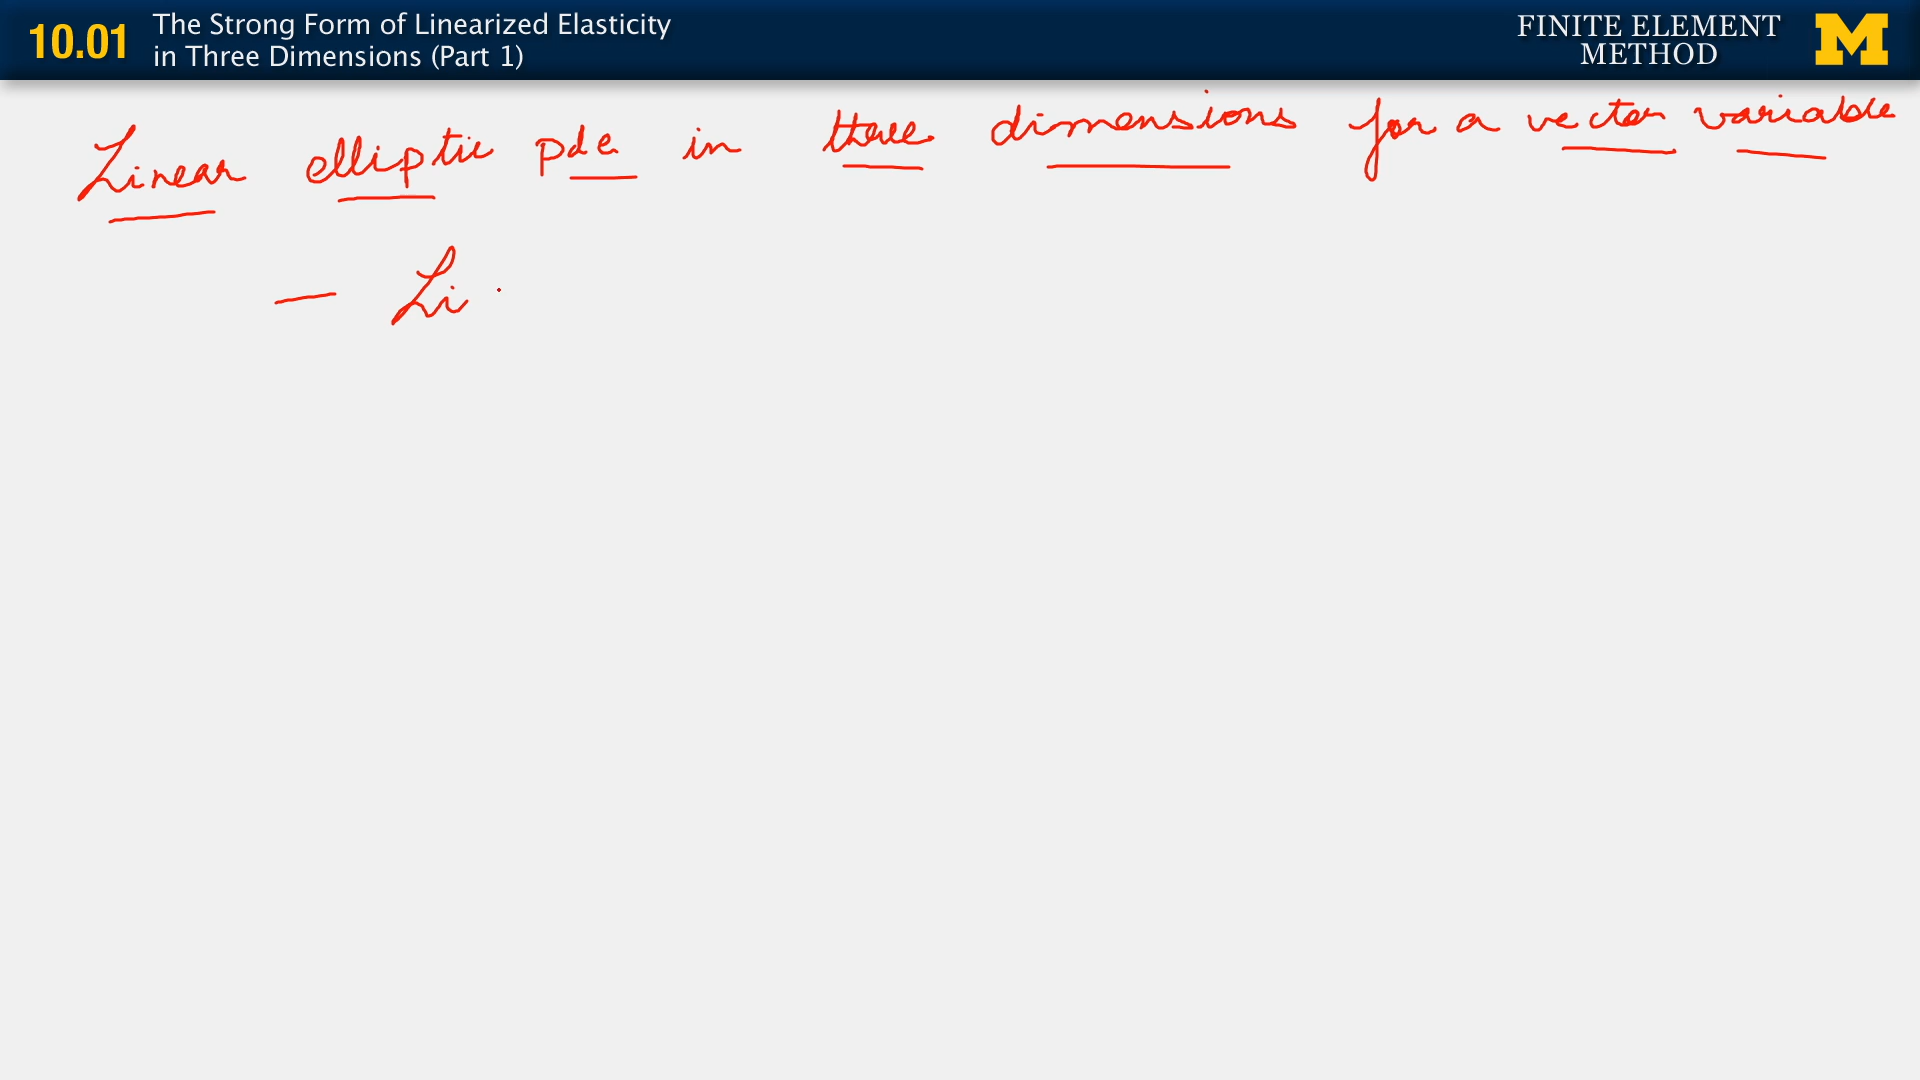 10.01
The Strong Form of Linearized Elasticity
in Three Dimensions (Part 1)
FINITE ELEMENT
METHOD
M
Linear elliptic pde in three dimensions for a vector variable
— Li